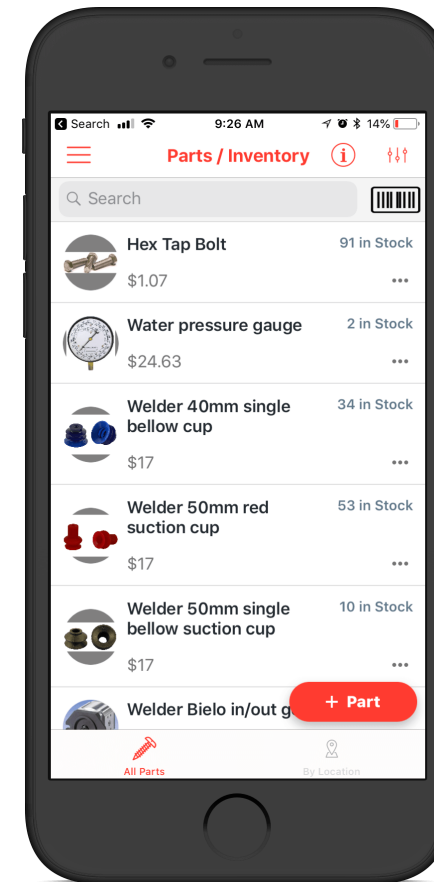 Search
9:26 AM
14%
Parts / Inventory
i
Search
Hex Tap Bolt
91 in Stock
$1.07
Water pressure gauge
2 in Stock
$24.63
Welder 40mm single
bellow cup
34 in Stock
$17
Welder 50mm red
suction cup
53 in Stock
$17
Welder 50mm single
bellow suction cup
10 in Stock
$17
Welder Bielo in/out g
+ Part
All Parts
By Location